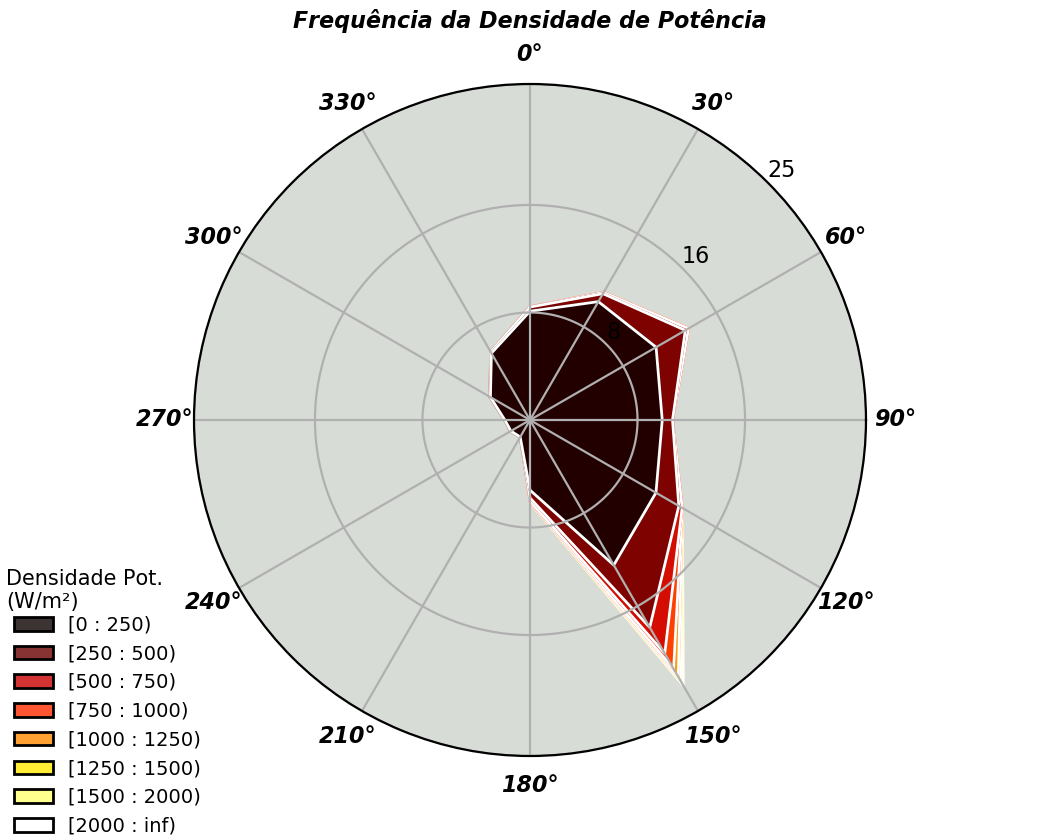 Frequência da Densidade de Potência
0°
330°
30°
25
300°
60°
16
8
270°
90°
240°
120°
210°
150°
180°
Densidade Pot.
(W/m²)
[0 : 250)
[250 : 500)
[500 : 750)
[750 : 1000)
[1000 : 1250)
[1250 : 1500)
[1500 : 2000)
[2000 : inf)